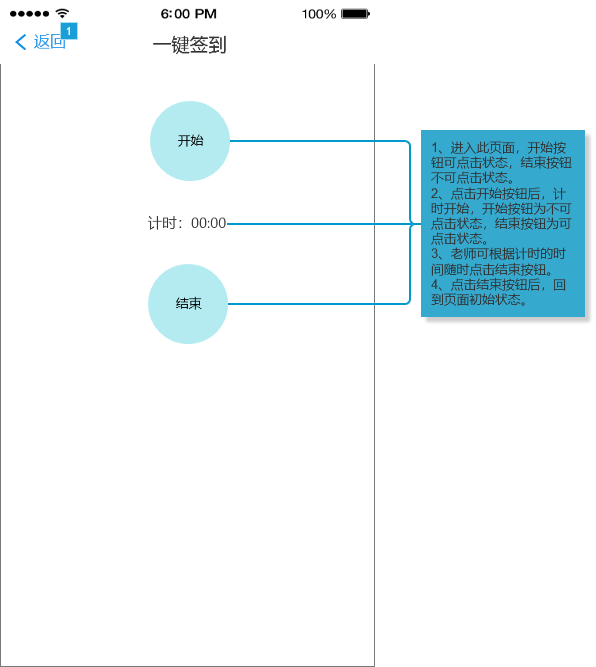 6:00 PM
100%
返回
1
一键签到
开始
计时：00:00
结束
1、进入此页面，开始按
钮可点击状态，结束按钮
不可点击状态。
2、点击开始按钮后，计
时开始，开始按钮为不可
点击状态，结束按钮为可
点击状态。
3、老师可根据计时的时
间随时点击结束按钮。
4、点击结束按钮后，回
到页面初始状态。